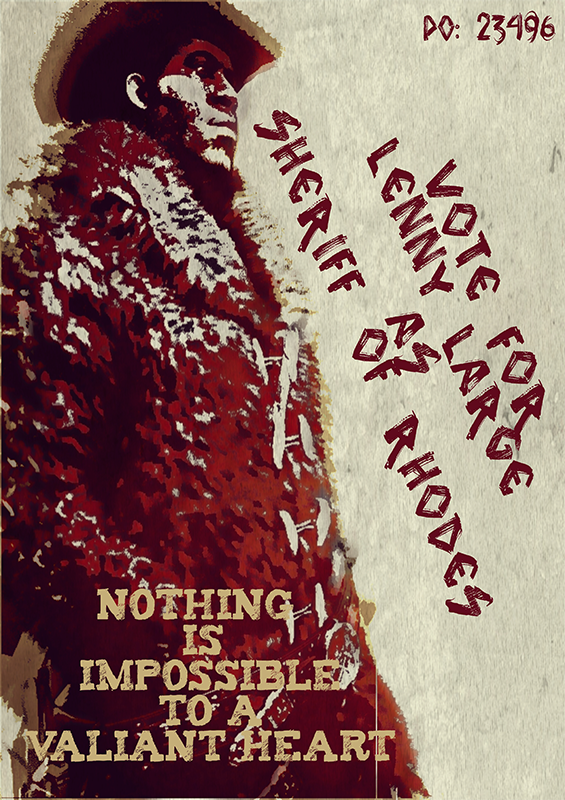 PO: 23496
VOTE FOR
LENNY LARGE
AS
SHERIFF OF RHODES
NOTHING
IS
IMPOSSIBLE
TO A
VALIANT HEART